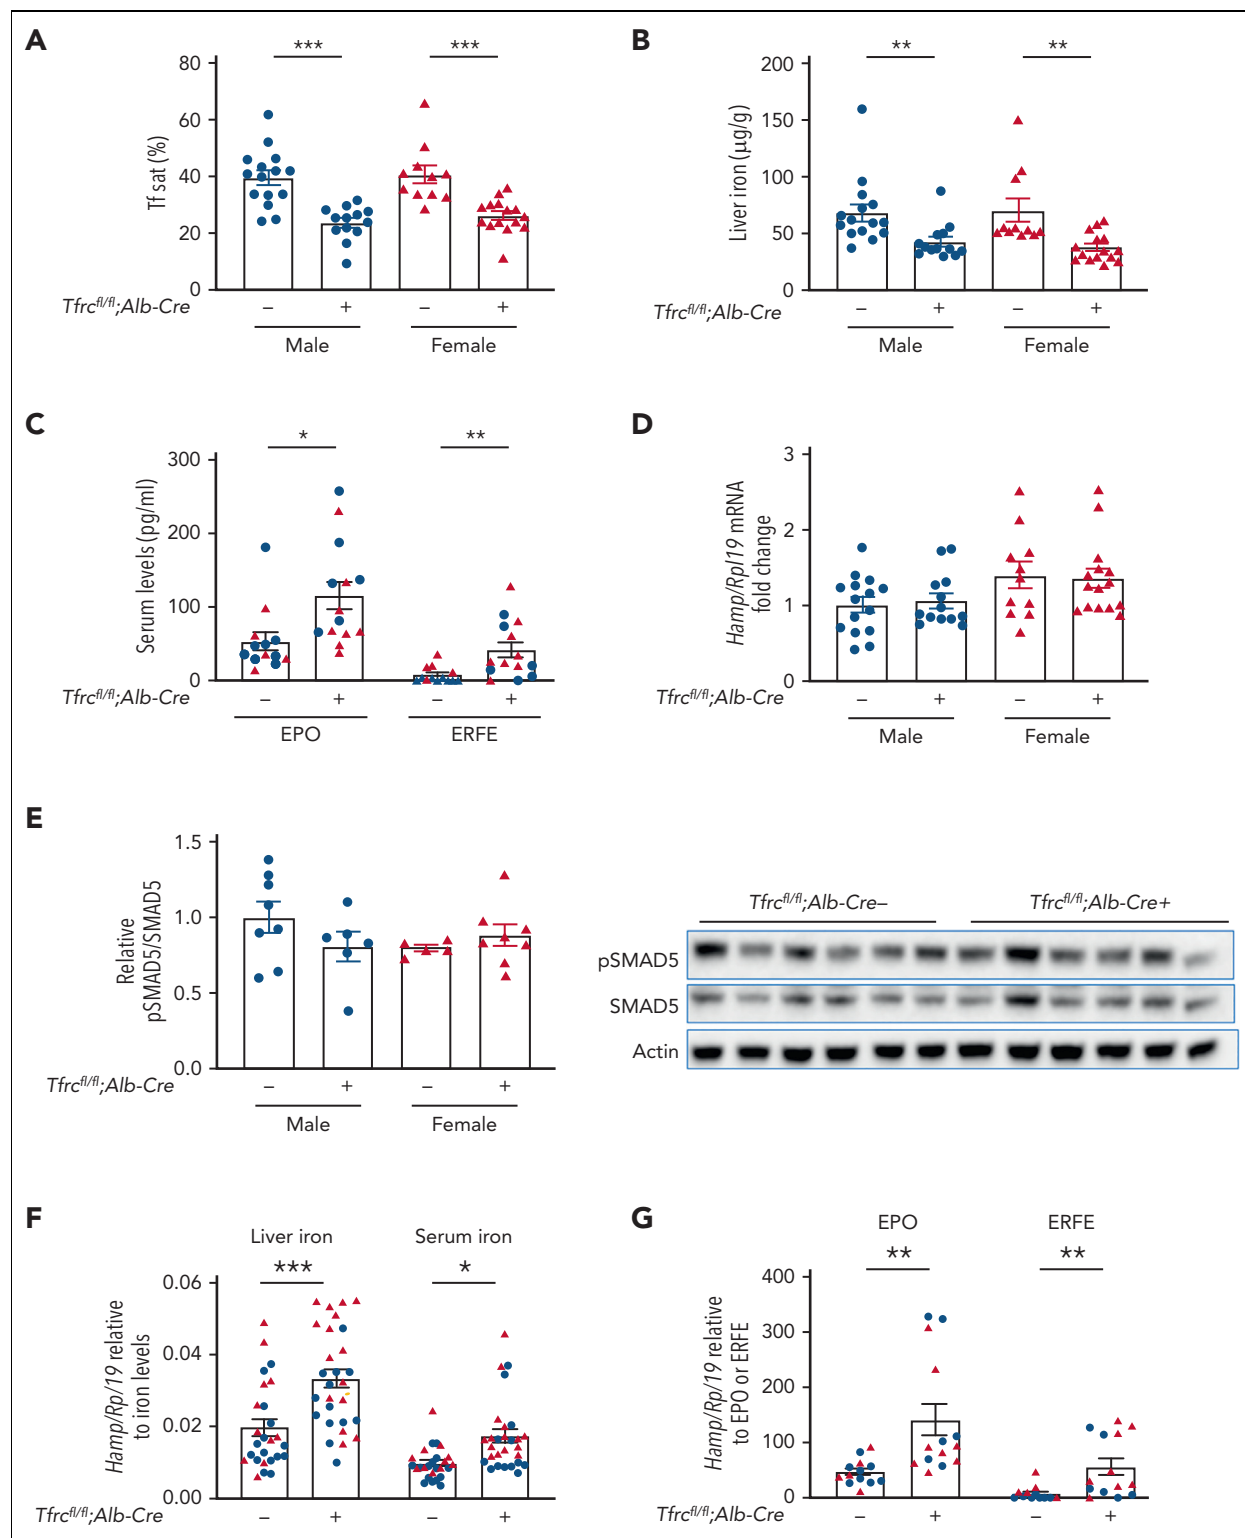 A
***
***
80
60
40
20
0
Tf sat (%)
Tfrcfl/fl;Alb-Cre
–
+
–
+
Male
Female
B
**
**
200
150
100
50
0
Liver iron (µg/g)
Tfrcfl/fl;Alb-Cre
–
+
–
+
Male
Female
C
*
**
300
200
100
0
Serum levels (pg/ml)
Tfrcfl/fl;Alb-Cre
–
+
–
+
EPO
ERFE
D
3
2
1
0
Hamp/Rpl19 mRNA
fold change
Tfrcfl/fl;Alb-Cre
–
+
–
+
Male
Female
E
1.5
1.0
0.5
0.0
Relative
pSMAD5/SMAD5
Tfrcfl/fl;Alb-Cre
–
+
–
+
Male
Female
Tfrcfl/fl;Alb-Cre–
Tfrcfl/fl;Alb-Cre+
pSMAD5
SMAD5
Actin
F
Liver iron
Serum iron
***
*
0.06
0.04
0.02
0.00
Hamp/Rp/19 relative
to iron levels
Tfrcfl/fl;Alb-Cre
–
+
–
+
G
EPO
ERFE
**
**
400
300
200
100
0
Hamp/Rp/19 relative
to EPO or ERFE
Tfrcfl/fl;Alb-Cre
–
+
–
+